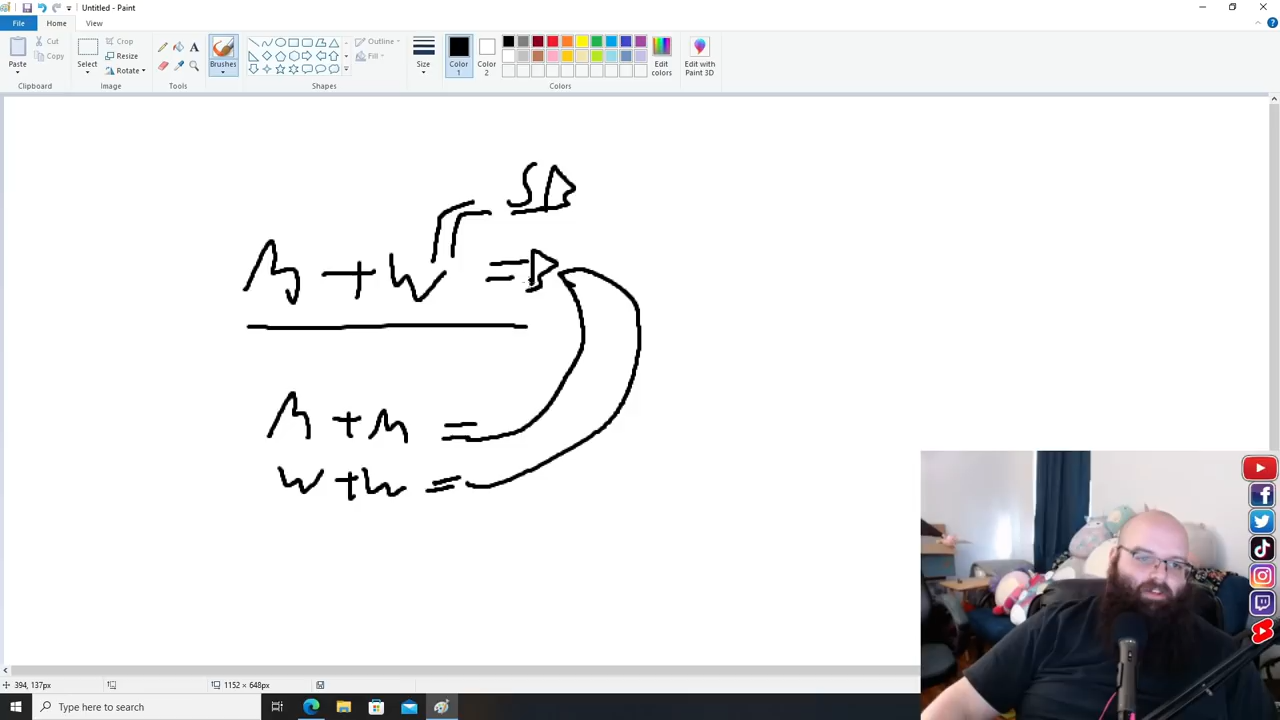 Untitled - Paint
File Home View
Paste
Cut
Copy
Clipboard
Select
Crop
Resize
Rotate
Image
A
Tools
Brushes
Shapes
Outline
Fill
Size
Color 1
Color 2
Edit colors
Colors
Edit with Paint 3D
SD
M + W = D
M + M =
W + W =
394, 137px
1152 × 648px
Type here to search